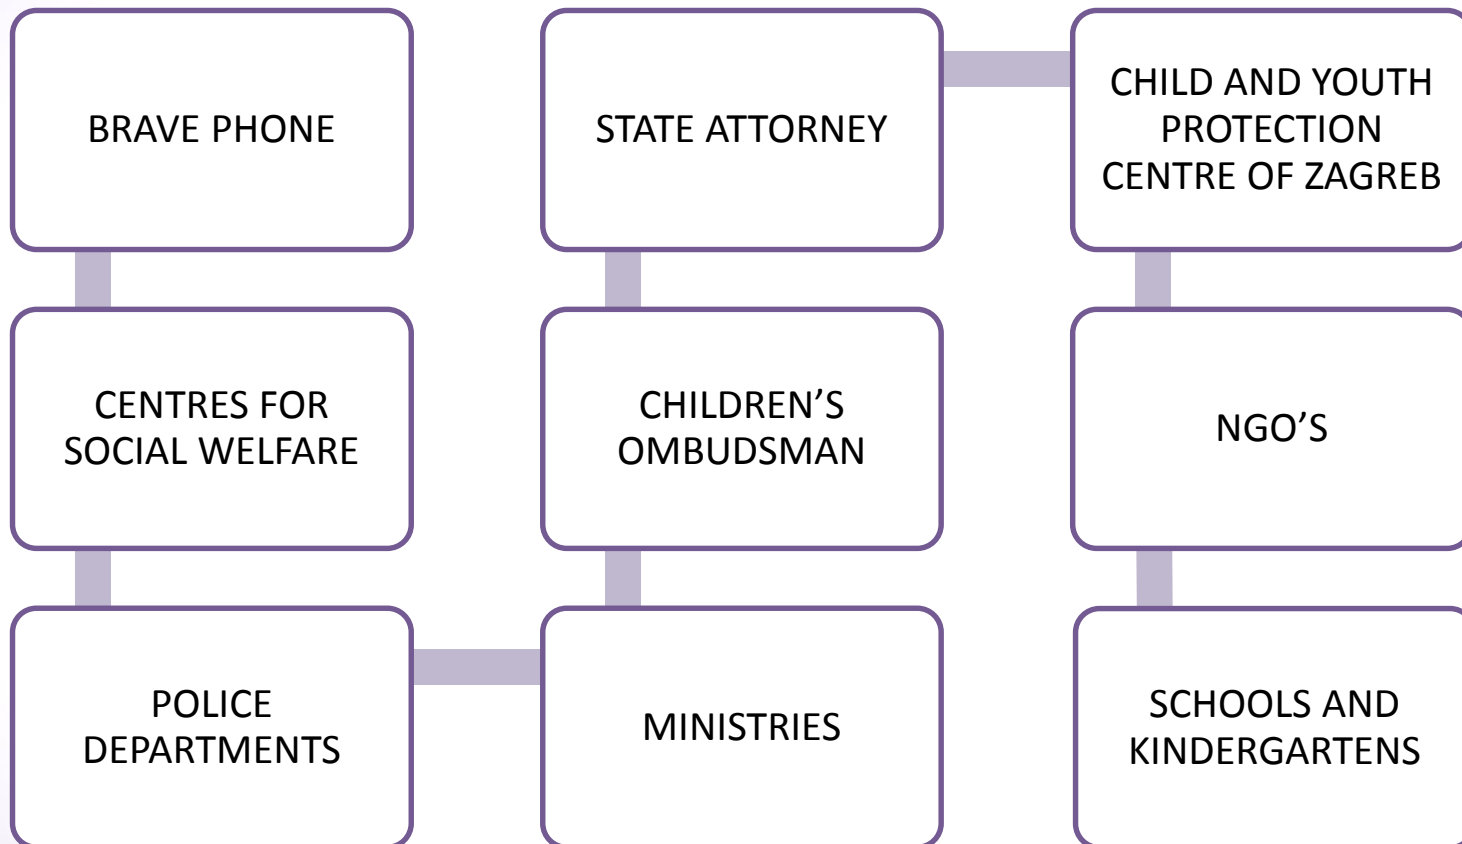 BRAVE PHONE
CENTRES FOR
SOCIAL WELFARE
POLICE
DEPARTMENTS
MINISTRIES
CHILDREN’S
OMBUDSMAN
STATE ATTORNEY
CHILD AND YOUTH
PROTECTION
CENTRE OF ZAGREB
NGO’S
SCHOOLS AND
KINDERGARTENS